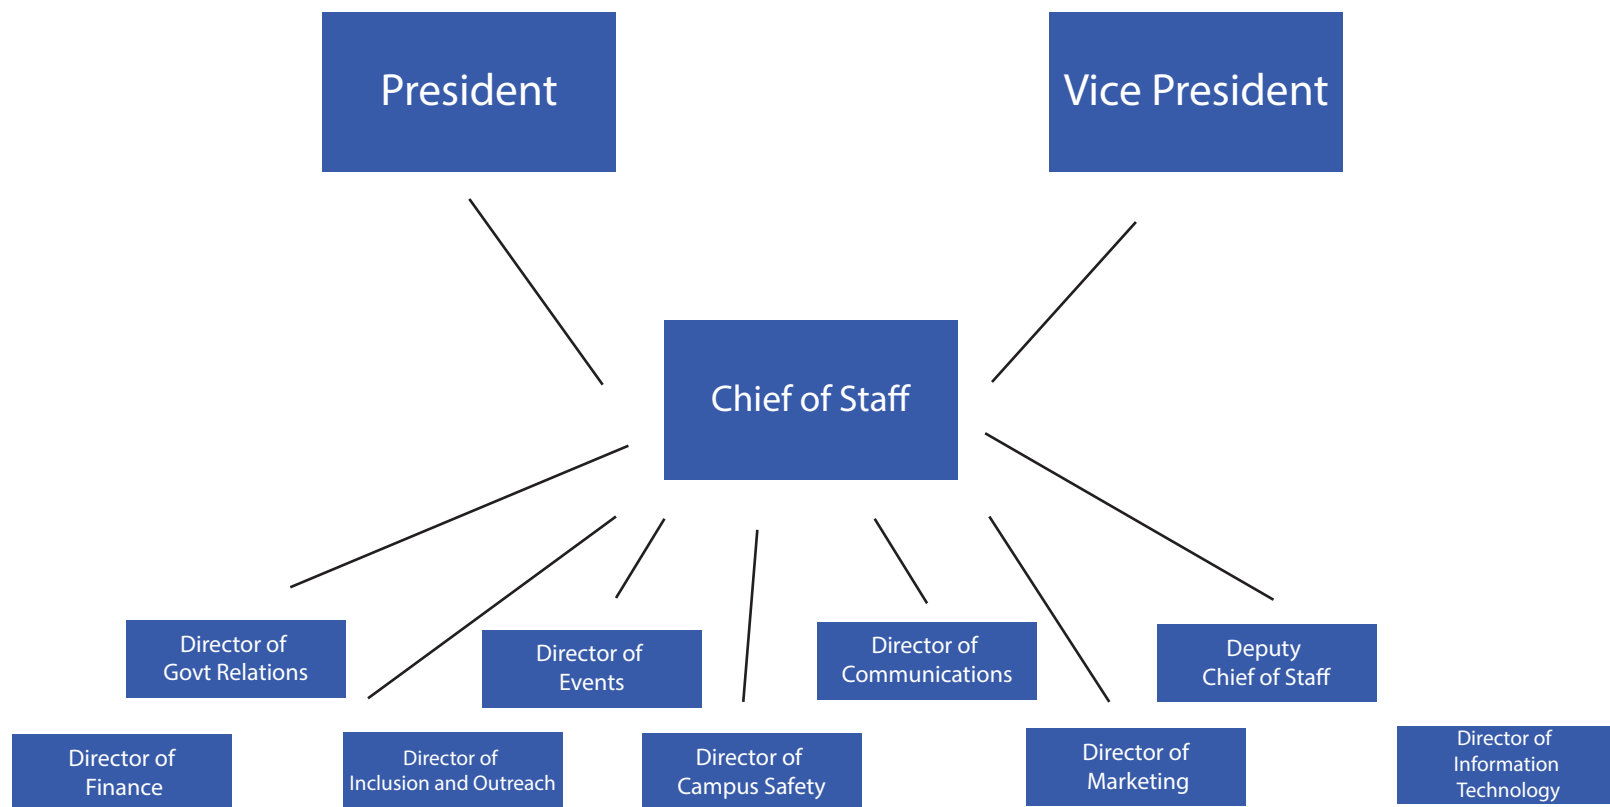 President
Vice President
Chief of Staff
Director of
Govt Relations
Director of
Events
Director of
Communications
Deputy
Chief of Staff
Director of
Finance
Director of
Inclusion and Outreach
Director of
Campus Safety
Director of
Marketing
Director of
Information
Technology